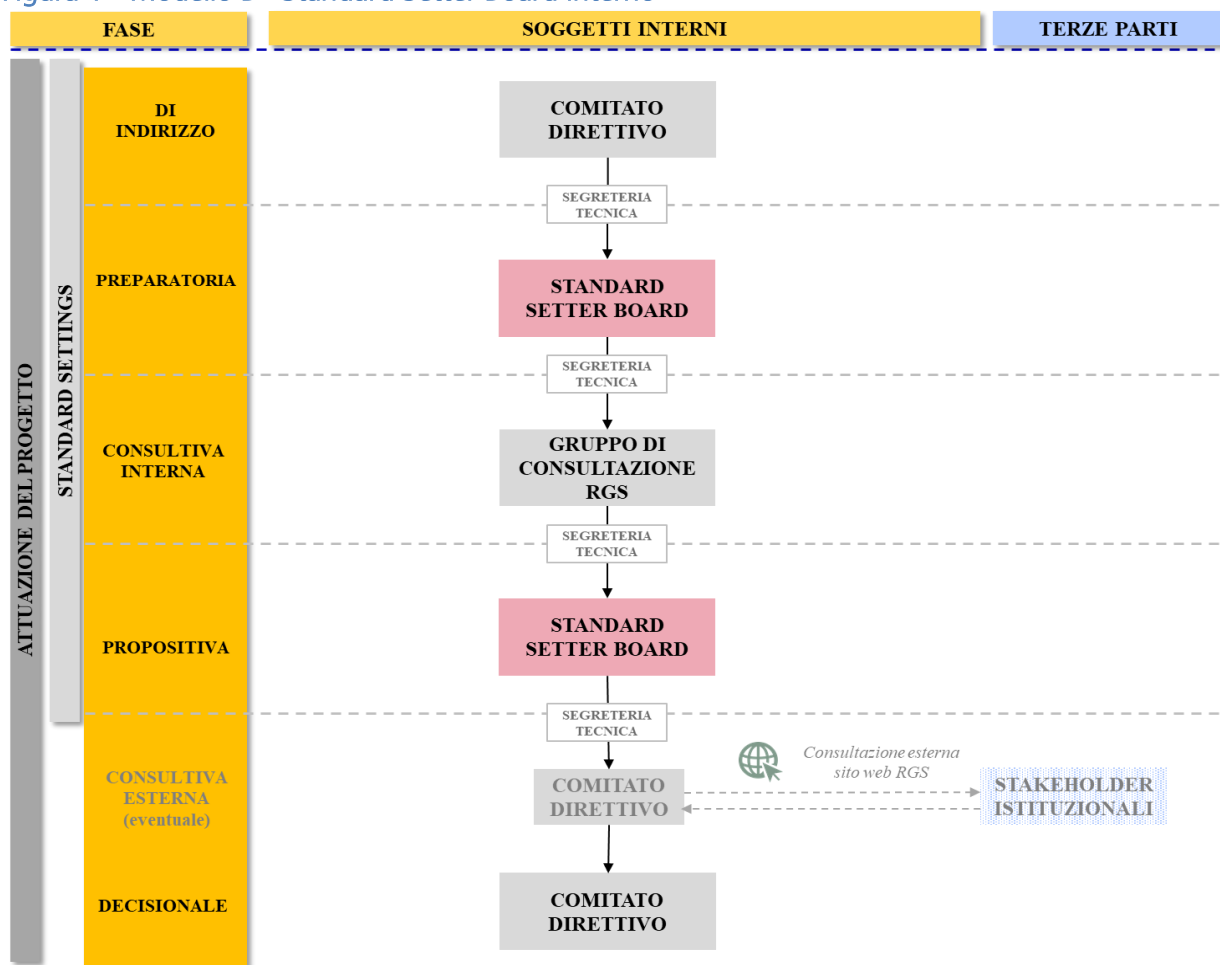 FASE
SOGGETTI INTERNI
TERZE PARTI
ATTUAZIONE DEL PROGETTO
STANDARD SETTINGS
DI
INDIRIZZO
COMITATO
DIRETTIVO
SEGRETERIA
TECNICA
PREPARATORIA
STANDARD
SETTER BOARD
SEGRETERIA
TECNICA
CONSULTIVA
INTERNA
GRUPPO DI
CONSULTAZIONE
RGS
SEGRETERIA
TECNICA
PROPOSITIVA
STANDARD
SETTER BOARD
SEGRETERIA
TECNICA
CONSULTIVA
ESTERNA
(eventuale)
COMITATO
DIRETTIVO
Consultazione esterna
sito web RGS
STAKEHOLDER
ISTITUZIONALI
DECISIONALE
COMITATO
DIRETTIVO